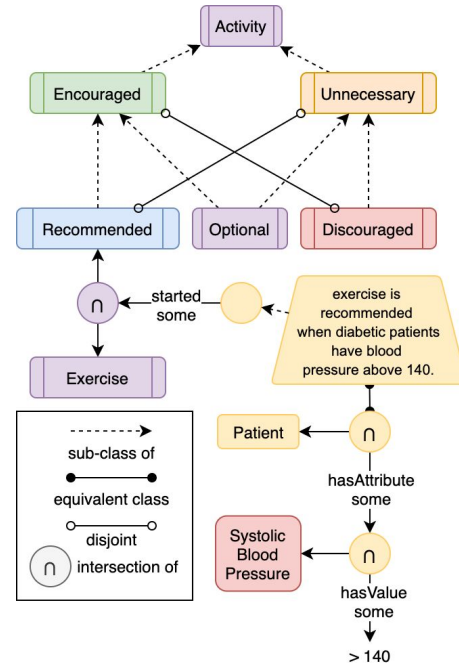 Activity
Encouraged
Unnecessary
Recommended
Optional
Discouraged
∩
started
some
exercise is
recommended
when diabetic patients
have blood
pressure above 140.
Exercise
Patient
∩
hasAttribute
some
Systolic
Blood
Pressure
∩
hasValue
some
> 140
sub-class of
equivalent class
disjoint
∩ intersection of